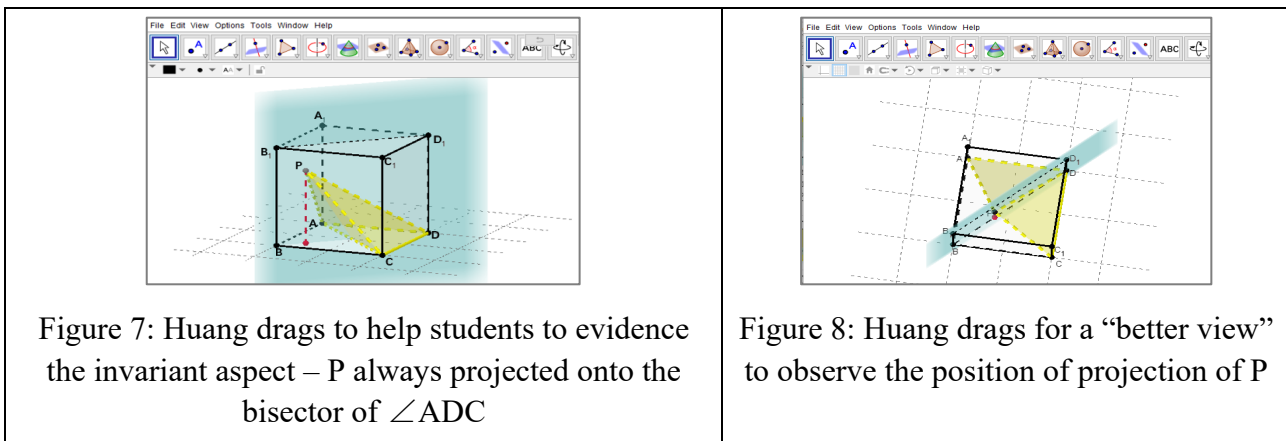 File Edit View Options Tools Window Help
ABC
AA
A₁
D₁
B₁
C₁
P
A
D
B
C
Figure 7: Huang drags to help students to evidence
the invariant aspect – P always projected onto the
bisector of ∠ADC
File Edit View Options Tools Window Help
ABC
A₁
A
D₁
D
B
C₁
C
Figure 8: Huang drags for a “better view”
to observe the position of projection of P